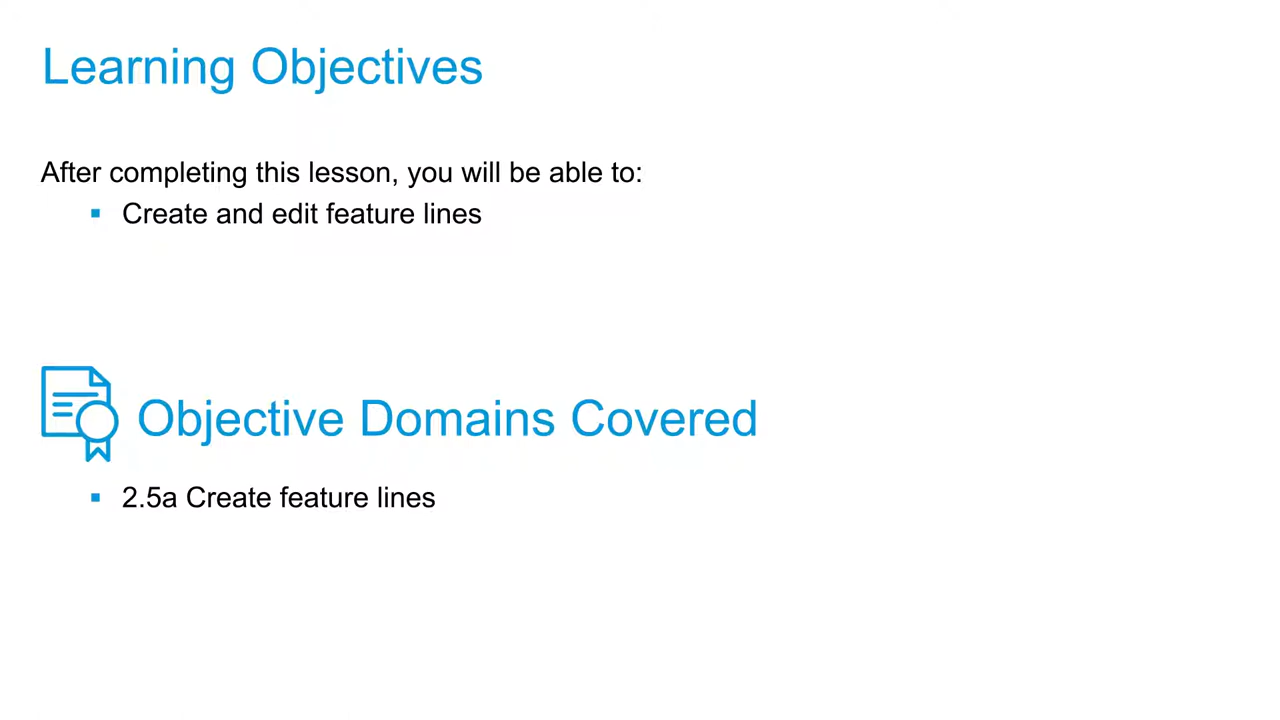 Learning Objectives
After completing this lesson, you will be able to:
▪ Create and edit feature lines
Objective Domains Covered
▪ 2.5a Create feature lines